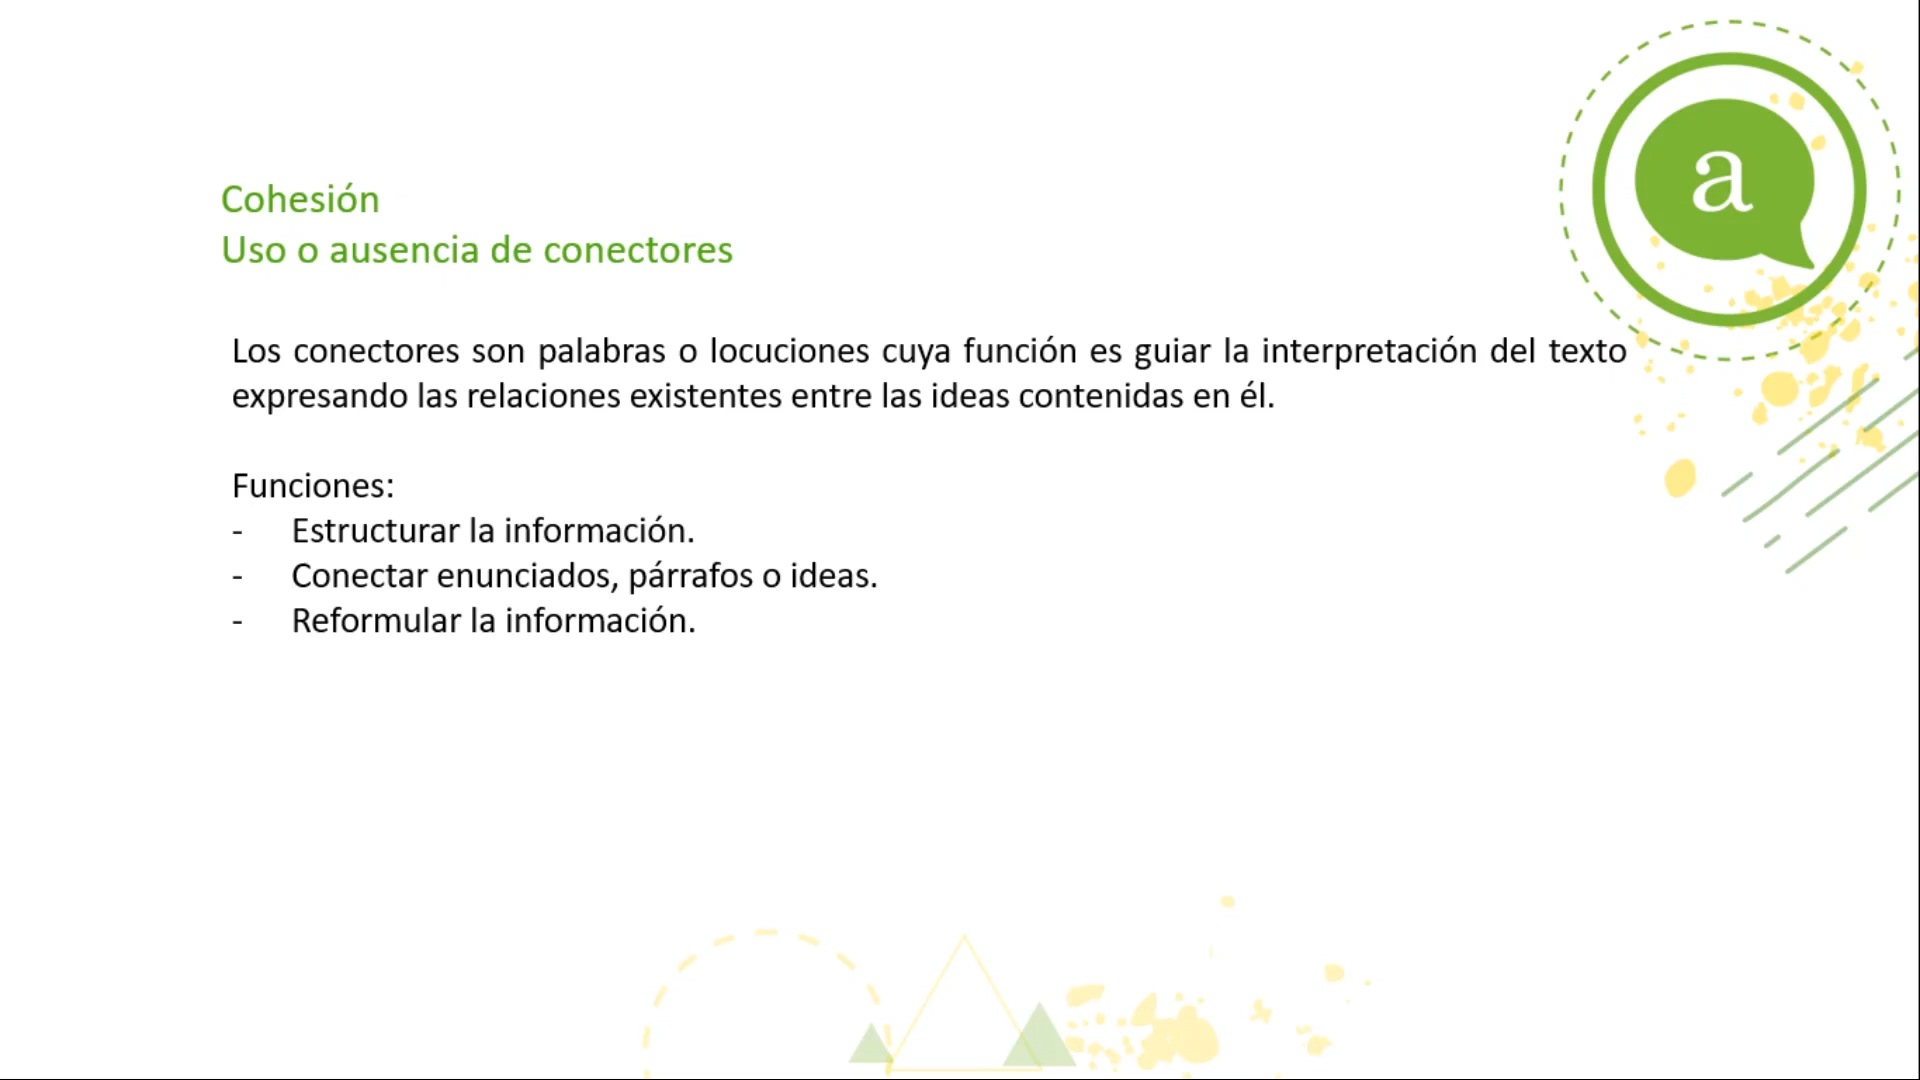 a
Cohesión
Uso o ausencia de conectores
Los conectores son palabras o locuciones cuya función es guiar la interpretación del texto
expresando las relaciones existentes entre las ideas contenidas en él.
Funciones:
- Estructurar la información.
- Conectar enunciados, párrafos o ideas.
- Reformular la información.